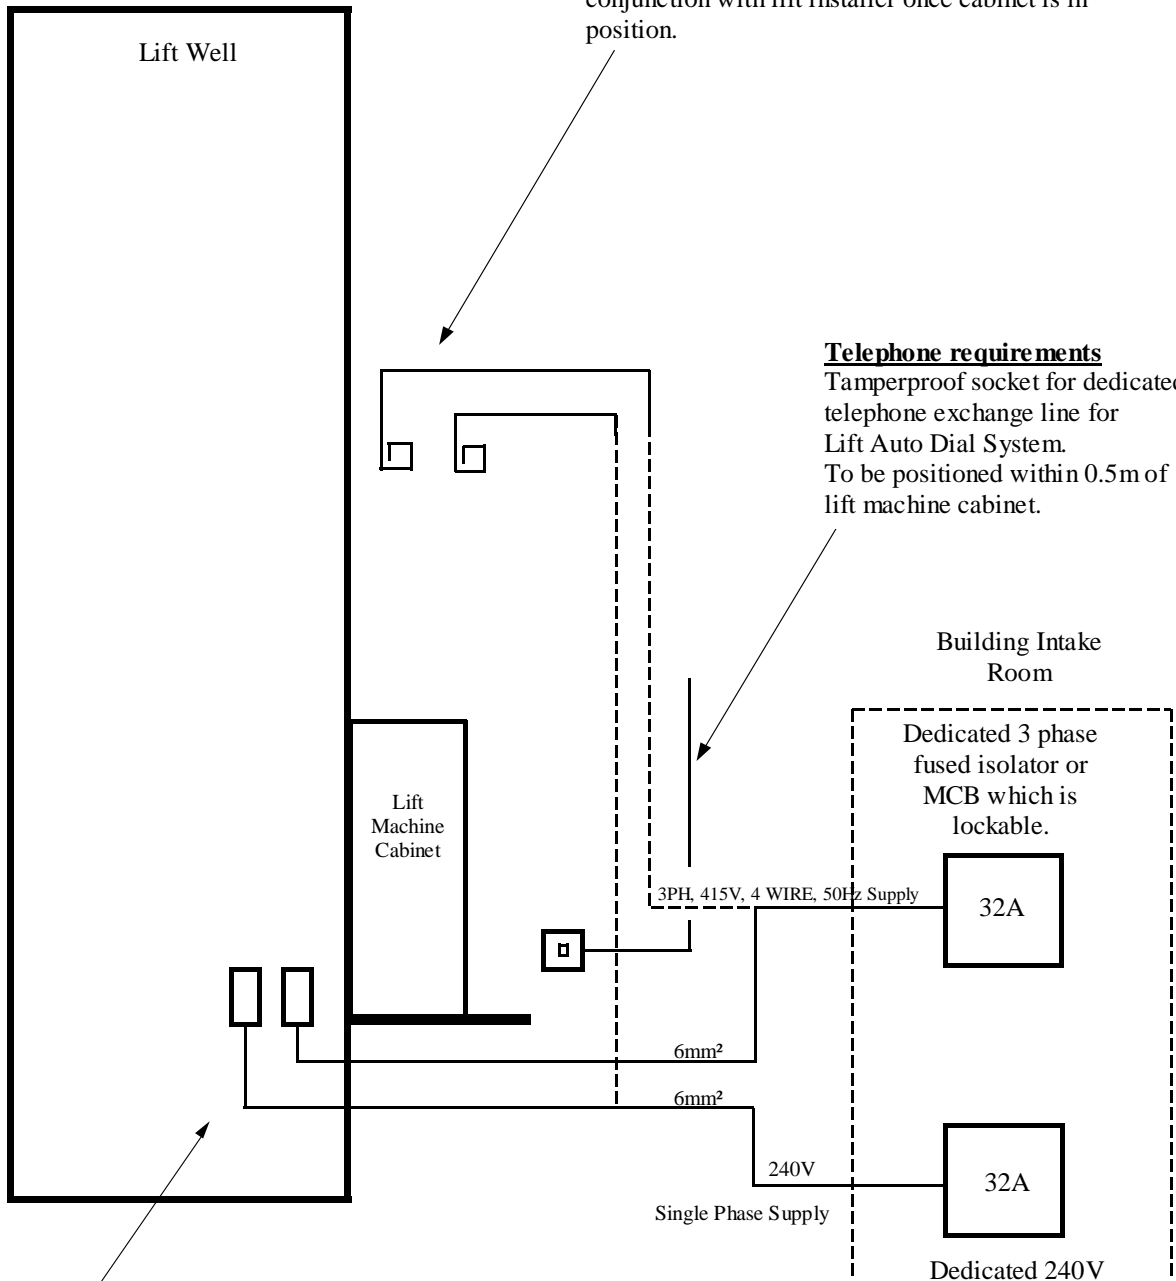 conjunction with lift installer once cabinet is in
position.
Lift Well
Telephone requirements
Tamperproof socket for dedicated
telephone exchange line for
Lift Auto Dial System.
To be positioned within 0.5m of
lift machine cabinet.
Building Intake
Room
Dedicated 3 phase
fused isolator or
MCB which is
lockable.
Lift
Machine
Cabinet
3PH, 415V, 4 WIRE, 50Hz Supply
32A
6mm²
6mm²
240V
32A
Single Phase Supply
Dedicated 240V